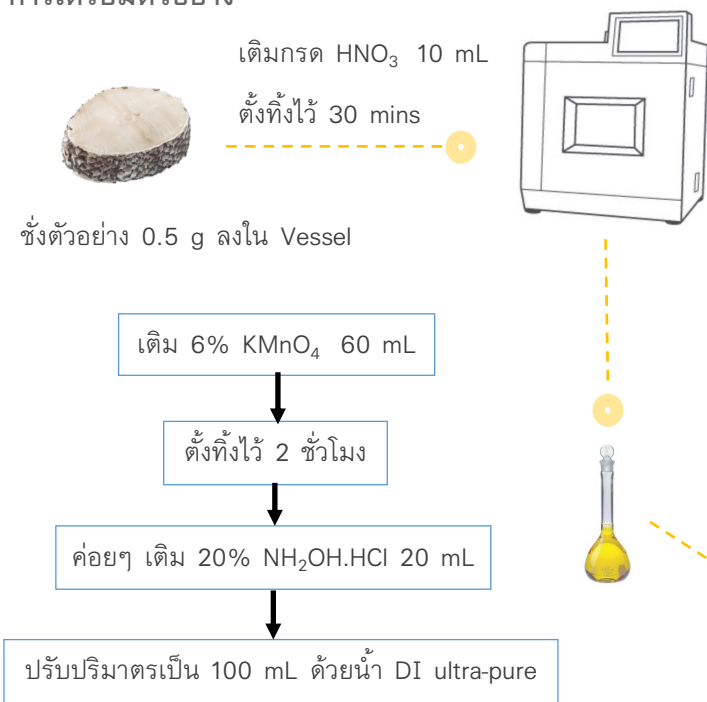 เติมกรด HNO₃ 10 mL
ตั้งทิ้งไว้ 30 mins
ชั่งตัวอย่าง 0.5 g ลงใน Vessel
เติม 6% KMnO₄ 60 mL
ตั้งทิ้งไว้ 2 ชั่วโมง
ค่อยๆ เติม 20% NH₂OH.HCl 20 mL
ปรับปริมาตรเป็น 100 mL ด้วยน้ำ DI ultra-pure